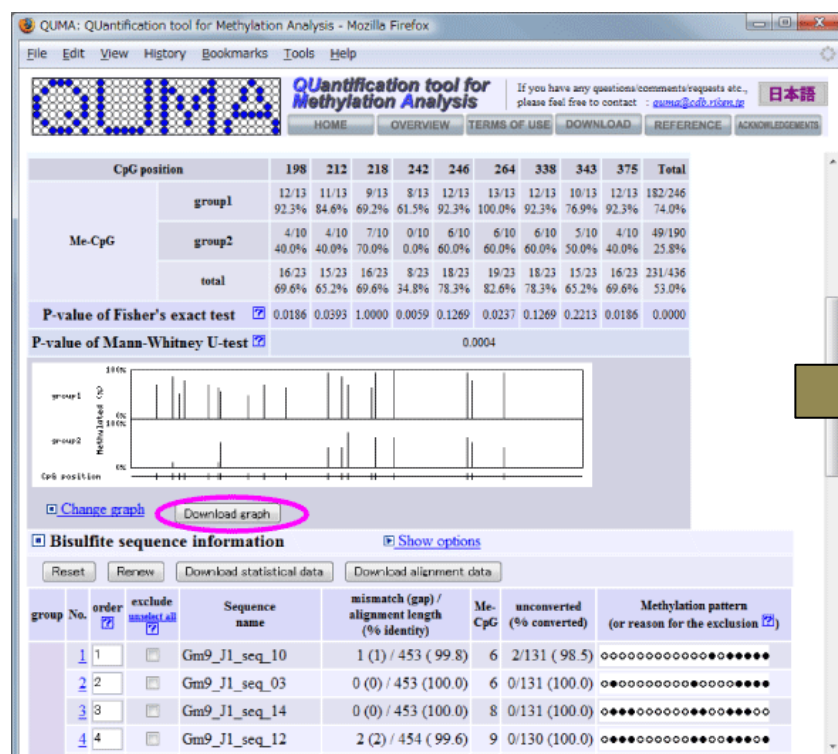 QUMA: QUantification tool for Methylation Analysis - Mozilla Firefox
File Edit View History Bookmarks Tools Help
QUMA
QUantification tool for
Methylation Analysis
If you have any questions/comments/requests etc.,
please feel free to contact : quma@cdb.riken.jp
日本語
HOME OVERVIEW TERMS OF USE DOWNLOAD REFERENCE ACKNOWLEDGEMENTS
CpG position 198 212 218 242 246 264 338 343 375 Total
Me-CpG
group1 12/13 11/13 9/13 8/13 12/13 13/13 12/13 10/13 12/13 182/246
92.3% 84.6% 69.2% 61.5% 92.3% 100.0% 92.3% 76.9% 92.3% 74.0%
group2 4/10 4/10 7/10 0/10 6/10 6/10 6/10 5/10 4/10 49/190
40.0% 40.0% 70.0% 0.0% 60.0% 60.0% 60.0% 50.0% 40.0% 25.8%
total 16/23 15/23 16/23 8/23 18/23 19/23 18/23 15/23 16/23 231/436
69.6% 65.2% 69.6% 34.8% 78.3% 82.6% 78.3% 65.2% 69.6% 53.0%
P-value of Fisher's exact test ? 0.0186 0.0393 1.0000 0.0059 0.1269 0.0237 0.1269 0.2213 0.0186 0.0000
P-value of Mann-Whitney U-test ? 0.0004
100%
group1
Methylated (%)
0%
100%
group2
0%
CpG position
Change graph Download graph
Bisulfite sequence information Show options
Reset Renew Download statistical data Download alignment data
group No. order ? exclude unselect all ? Sequence name mismatch (gap) / alignment length (% identity) Me-CpG unconverted (% converted) Methylation pattern (or reason for the exclusion ?)
1 1 Gm9_J1_seq_10 1 (1) / 453 ( 99.8) 6 2/131 ( 98.5)
2 2 Gm9_J1_seq_03 0 (0) / 453 (100.0) 6 0/131 (100.0)
3 3 Gm9_J1_seq_14 0 (0) / 453 (100.0) 8 0/131 (100.0)
4 4 Gm9_J1_seq_12 2 (2) / 454 ( 99.6) 9 0/130 (100.0)